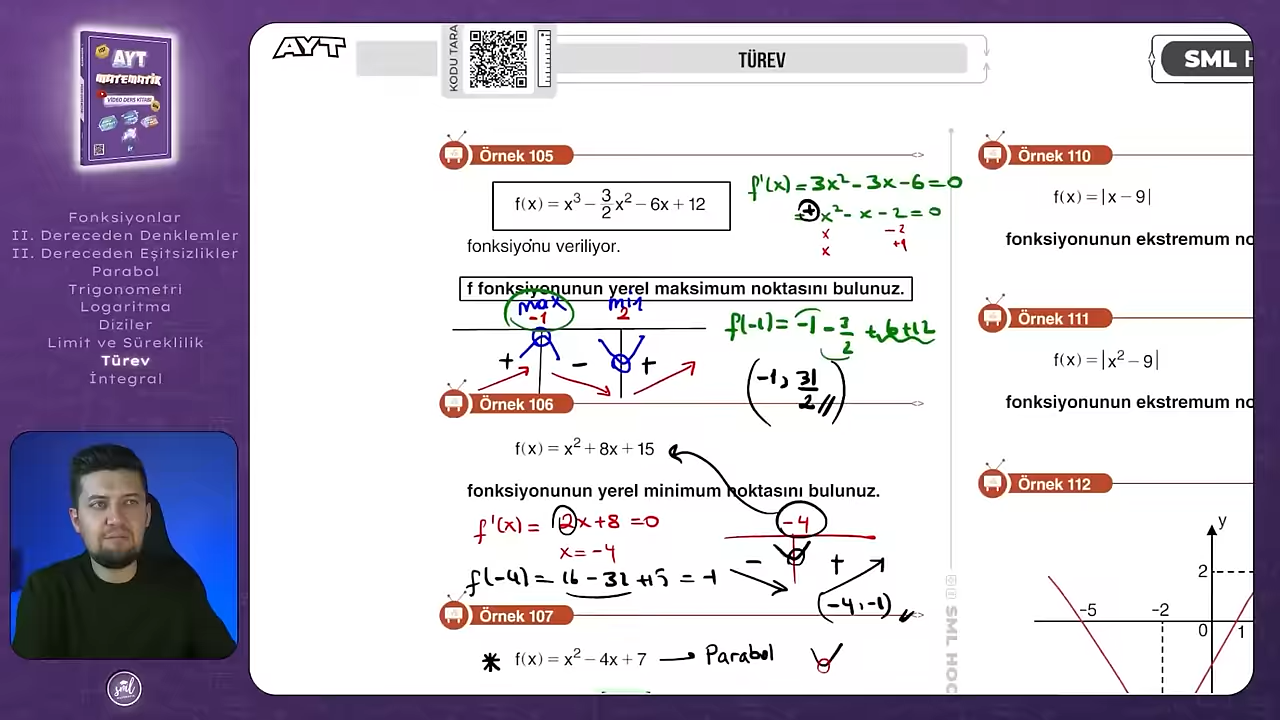 AYT
MATEMATİK
VİDEO DERS KİTABI
Fonksiyonlar
II. Dereceden Denklemler
II. Dereceden Eşitsizlikler
Parabol
Trigonometri
Logaritma
Diziler
Limit ve Süreklilik
Türev
İntegral
sml
AYT
KODU TARA
TÜREV
SML H
Örnek 105
f(x) = x³ − 3/2 x² − 6x + 12
fonksiyonu veriliyor.
f'(x) = 3x² − 3x − 6 = 0
= + x² − x − 2 = 0
x −2
x +1
f fonksiyonunun yerel maksimum noktasını bulunuz.
max min
−1 2
+ − +
f(−1) = −1 − 3/2 + 6 + 12
(−1, 31/2)
Örnek 106
f(x) = x² + 8x + 15
fonksiyonunun yerel minimum noktasını bulunuz.
f'(x) = 2x + 8 = 0
x = −4
f(−4) = 16 − 32 + 15 = −1
−4
− +
(−4, −1)
Örnek 107
* f(x) = x² − 4x + 7 → Parabol
SML HOC
Örnek 110
f(x) = |x − 9|
fonksiyonunun ekstremum no
Örnek 111
f(x) = |x² − 9|
fonksiyonunun ekstremum no
Örnek 112
y
2
−5 −2 0 1